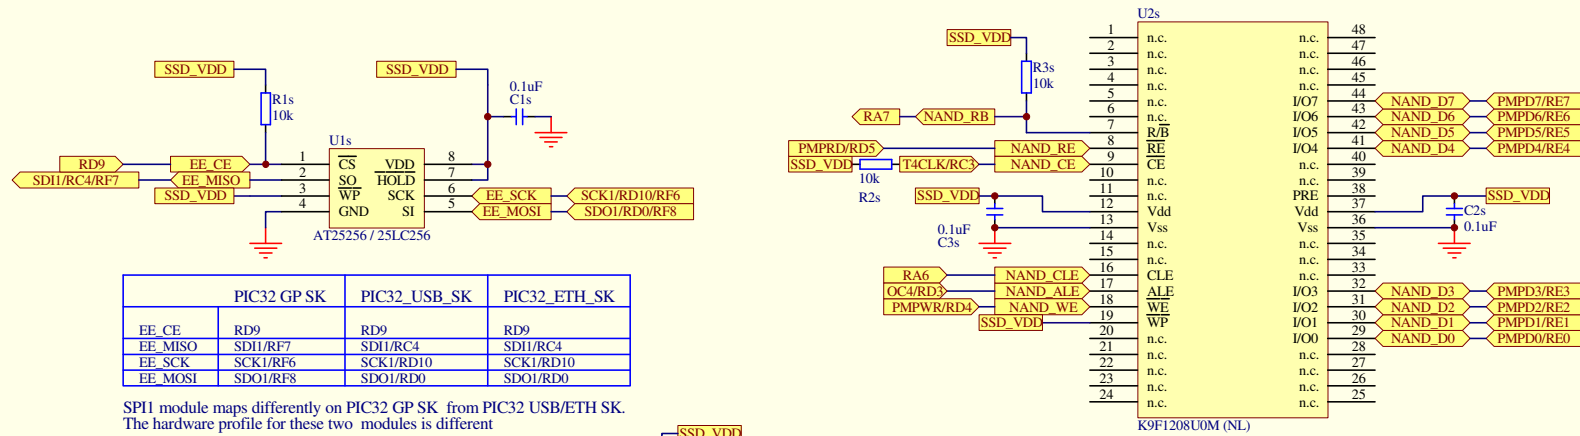 SSD_VDD
R1s
10k
SSD_VDD
0.1uF
C1s
U1s
RD9 EE_CE 1 CS VDD 8
SDI1/RC4/RF7 EE_MISO 2 SO HOLD 7
SSD_VDD 3 WP SCK 6 EE_SCK SCK1/RD10/RF6
4 GND SI 5 EE_MOSI SDO1/RD0/RF8
AT25256 / 25LC256
PIC32 GP SK PIC32_USB_SK PIC32_ETH_SK
EE_CE RD9 RD9 RD9
EE_MISO SDI1/RF7 SDI1/RC4 SDI1/RC4
EE_SCK SCK1/RF6 SCK1/RD10 SCK1/RD10
EE_MOSI SDO1/RF8 SDO1/RD0 SDO1/RD0
SPI1 module maps differently on PIC32 GP SK from PIC32 USB/ETH SK.
The hardware profile for these two modules is different
SSD_VDD
U2s
SSD_VDD
R3s
10k
1 n.c. n.c. 48
2 n.c. n.c. 47
3 n.c. n.c. 46
4 n.c. n.c. 45
5 n.c. I/O7 44 NAND_D7 PMPD7/RE7
RA7 NAND_RB 6 n.c. I/O6 43 NAND_D6 PMPD6/RE6
7 R/B I/O5 42 NAND_D5 PMPD5/RE5
PMPRD/RD5 NAND_RE 8 RE I/O4 41 NAND_D4 PMPD4/RE4
SSD_VDD T4CLK/RC3 NAND_CE 9 CE n.c. 40
10k
R2s
10 n.c. n.c. 39
SSD_VDD 11 n.c. PRE 38 SSD_VDD
12 Vdd Vdd 37 C2s
0.1uF 13 Vss Vss 36 0.1uF
C3s 14 n.c. n.c. 35
15 n.c. n.c. 34
RA6 NAND_CLE 16 CLE n.c. 33
OC4/RD3 NAND_ALE 17 ALE I/O3 32 NAND_D3 PMPD3/RE3
PMPWR/RD4 NAND_WE 18 WE I/O2 31 NAND_D2 PMPD2/RE2
SSD_VDD 19 WP I/O1 30 NAND_D1 PMPD1/RE1
20 n.c. I/O0 29 NAND_D0 PMPD0/RE0
21 n.c. n.c. 28
22 n.c. n.c. 27
23 n.c. n.c. 26
24 n.c. n.c. 25
K9F1208U0M (NL)